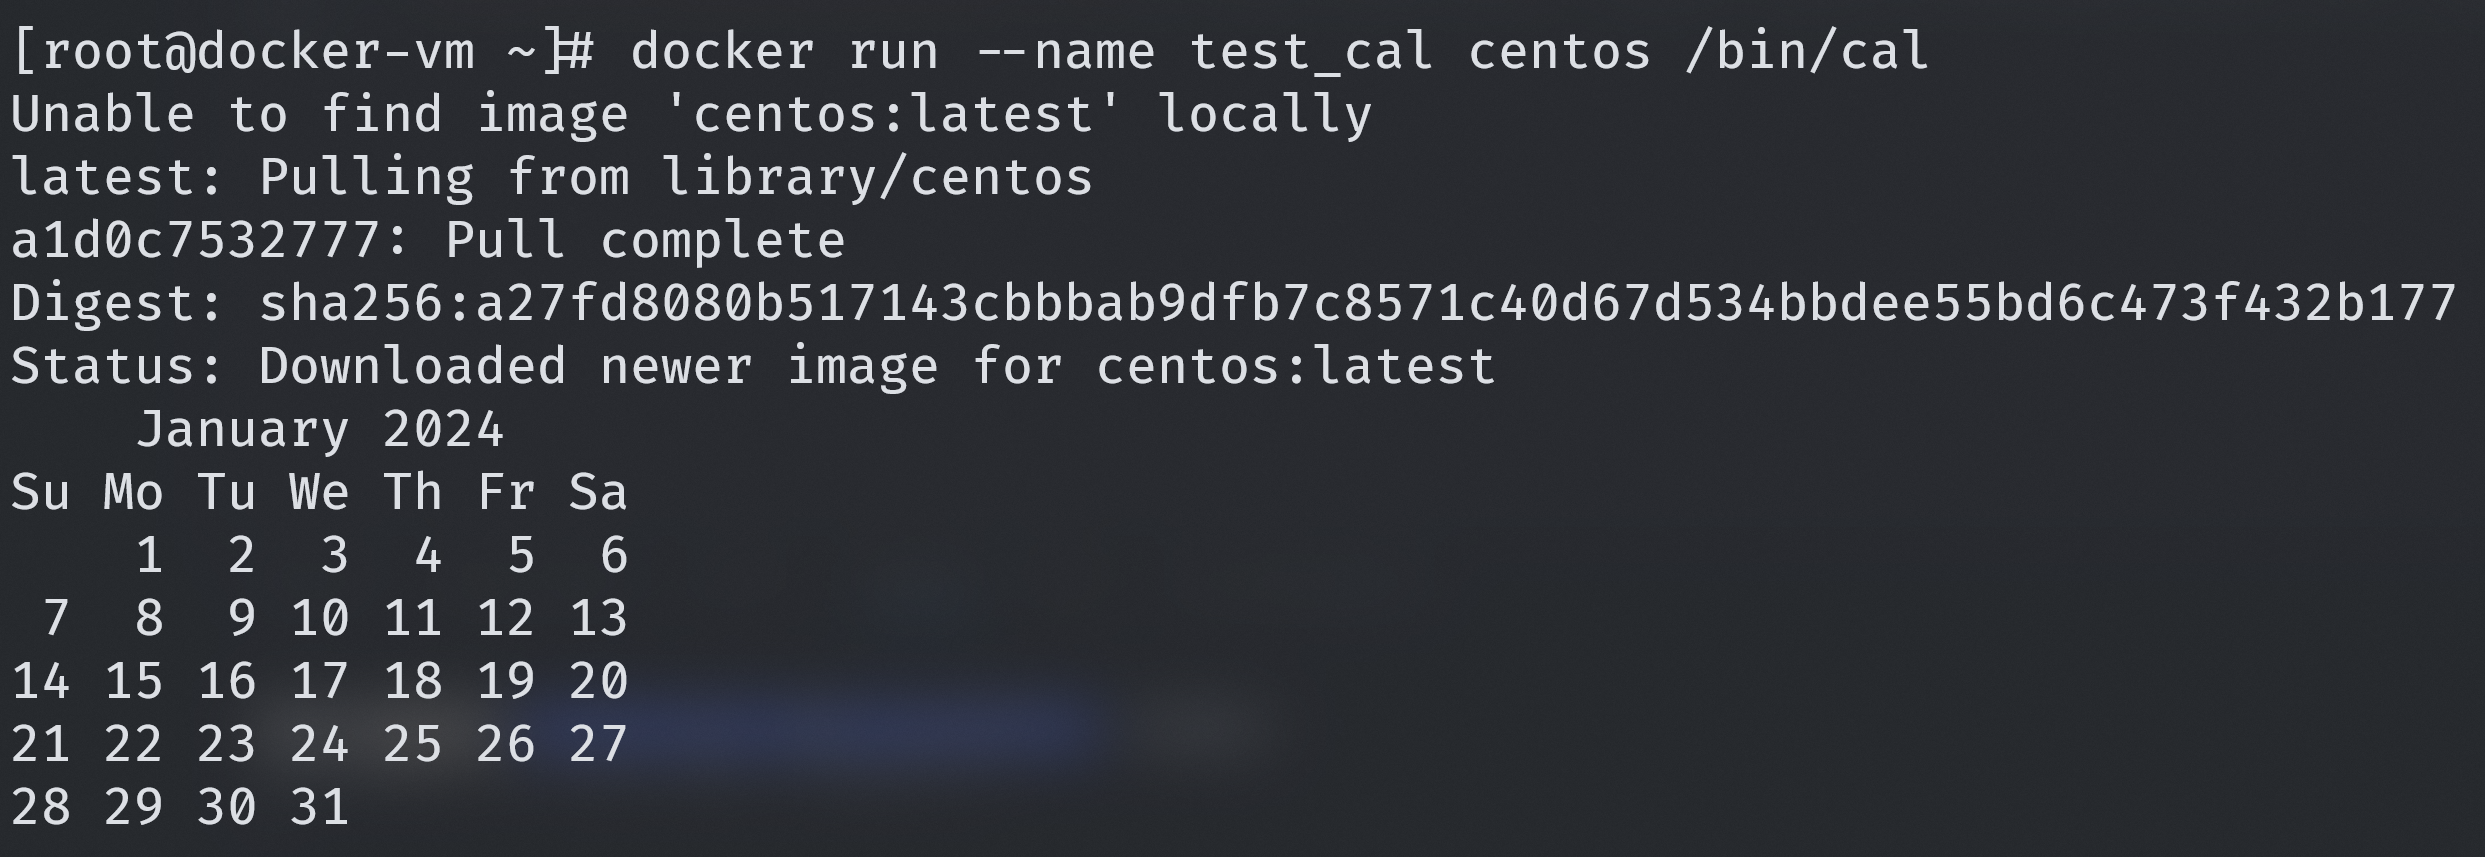 [root@docker-vm ~]# docker run --name test_cal centos /bin/cal
Unable to find image 'centos:latest' locally
latest: Pulling from library/centos
a1d0c7532777: Pull complete
Digest: sha256:a27fd8080b517143cbbbab9dfb7c8571c40d67d534bbdee55bd6c473f432b177
Status: Downloaded newer image for centos:latest
    January 2024
Su Mo Tu We Th Fr Sa
    1  2  3  4  5  6
 7  8  9 10 11 12 13
14 15 16 17 18 19 20
21 22 23 24 25 26 27
28 29 30 31